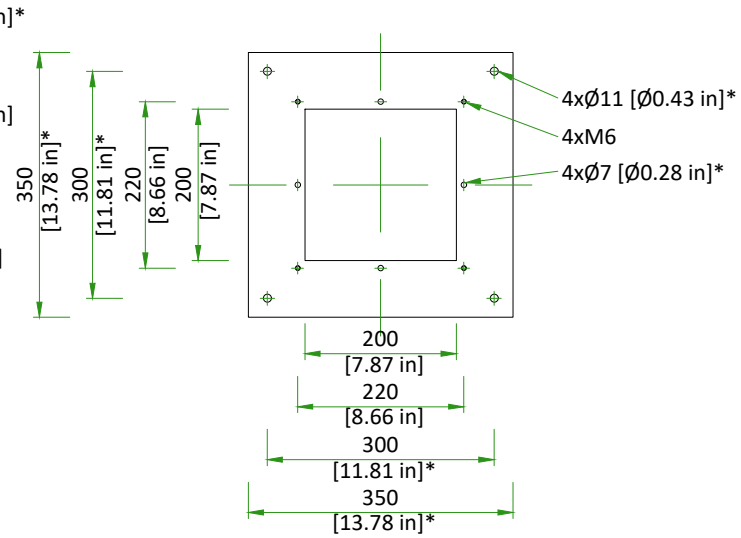 n]*
n]
]
350
[13.78 in]*
300
[11.81 in]*
220
[8.66 in]
200
[7.87 in]
4xØ11 [Ø0.43 in]*
4xM6
4xØ7 [Ø0.28 in]*
200
[7.87 in]
220
[8.66 in]
300
[11.81 in]*
350
[13.78 in]*